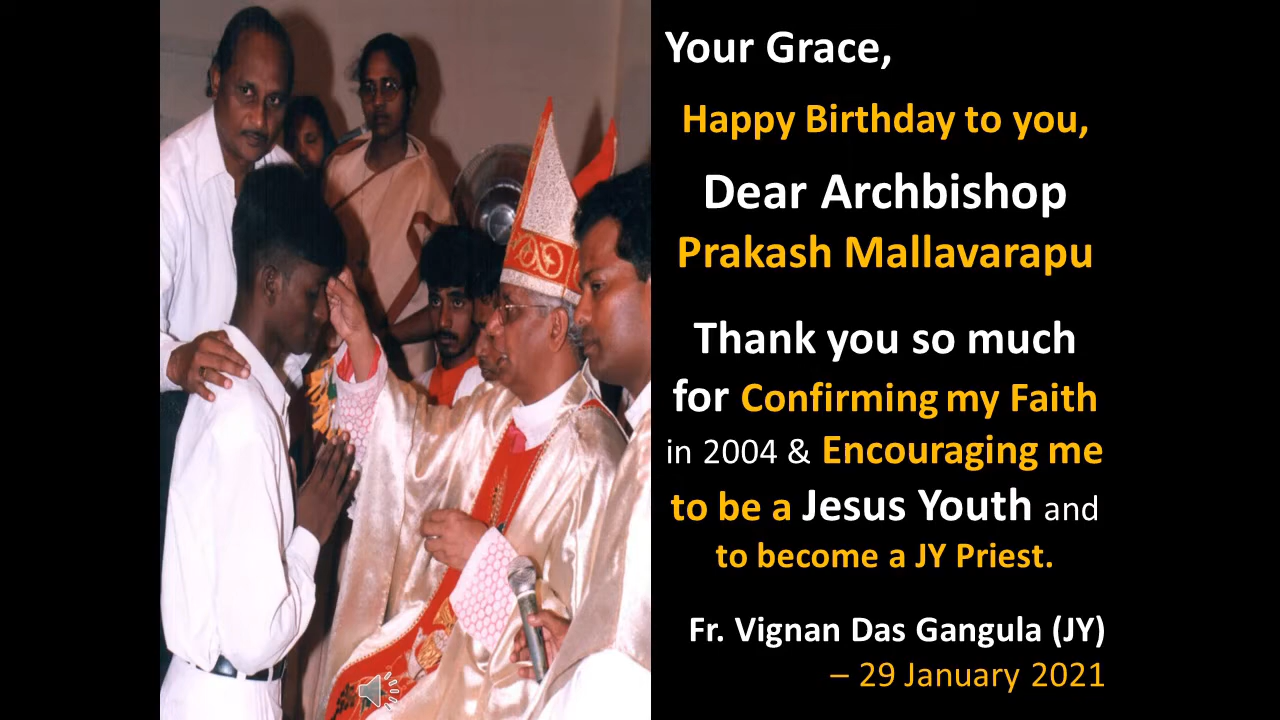 Your Grace,
Happy Birthday to you,
Dear Archbishop
Prakash Mallavarapu
Thank you so much
for Confirming my Faith
in 2004 & Encouraging me
to be a Jesus Youth and
to become a JY Priest.
Fr. Vignan Das Gangula (JY)
– 29 January 2021